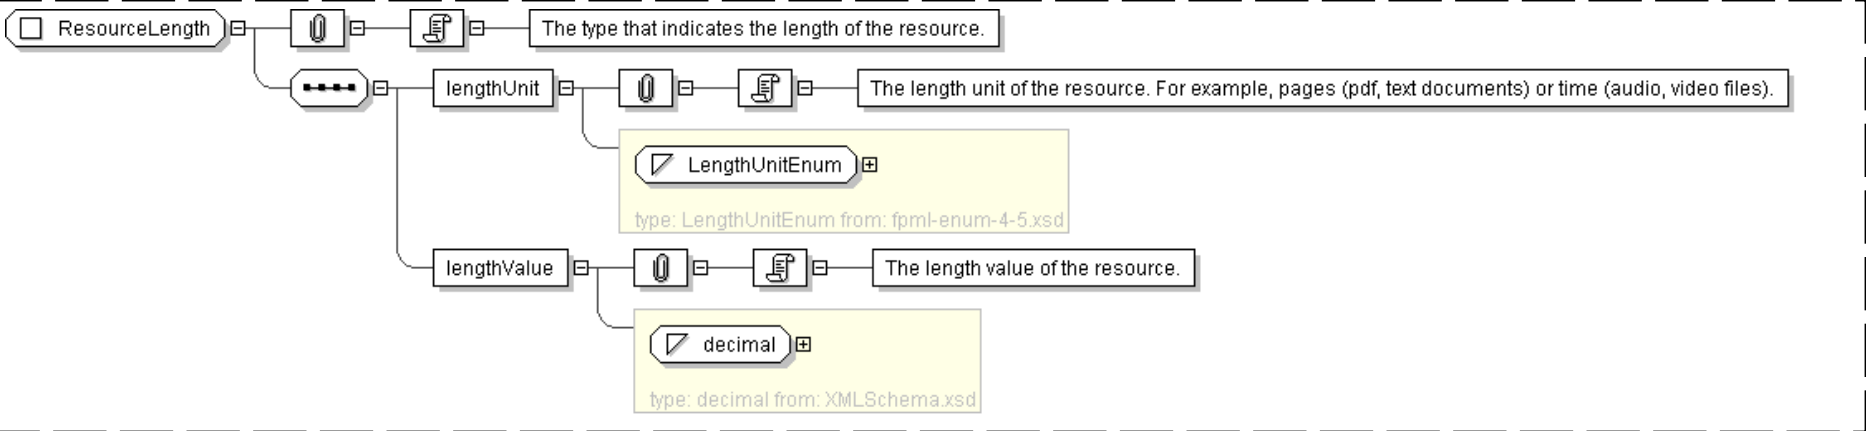 ResourceLength
The type that indicates the length of the resource.
lengthUnit
The length unit of the resource. For example, pages (pdf, text documents) or time (audio, video files).
LengthUnitEnum
type: LengthUnitEnum from: fpml-enum-4-5.xsd
lengthValue
The length value of the resource.
decimal
type: decimal from: XMLSchema.xsd